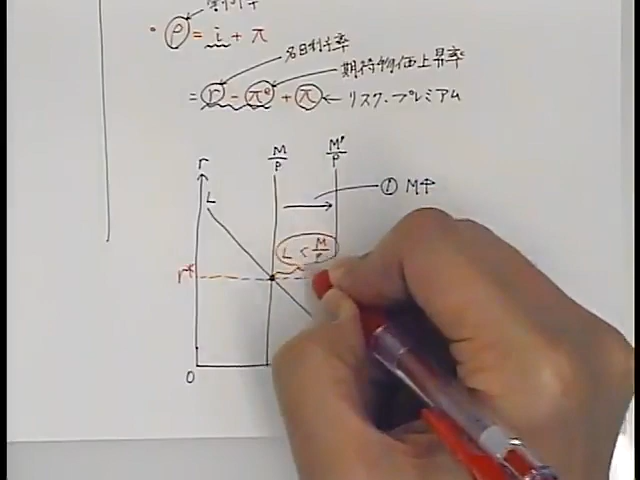 ・ρ = i + π
名目利子率
期待物価上昇率
= r - πᵉ + π ← リスク・プレミアム
r
M/P
M'/P
① M↑
L
L < M/P
r*
0